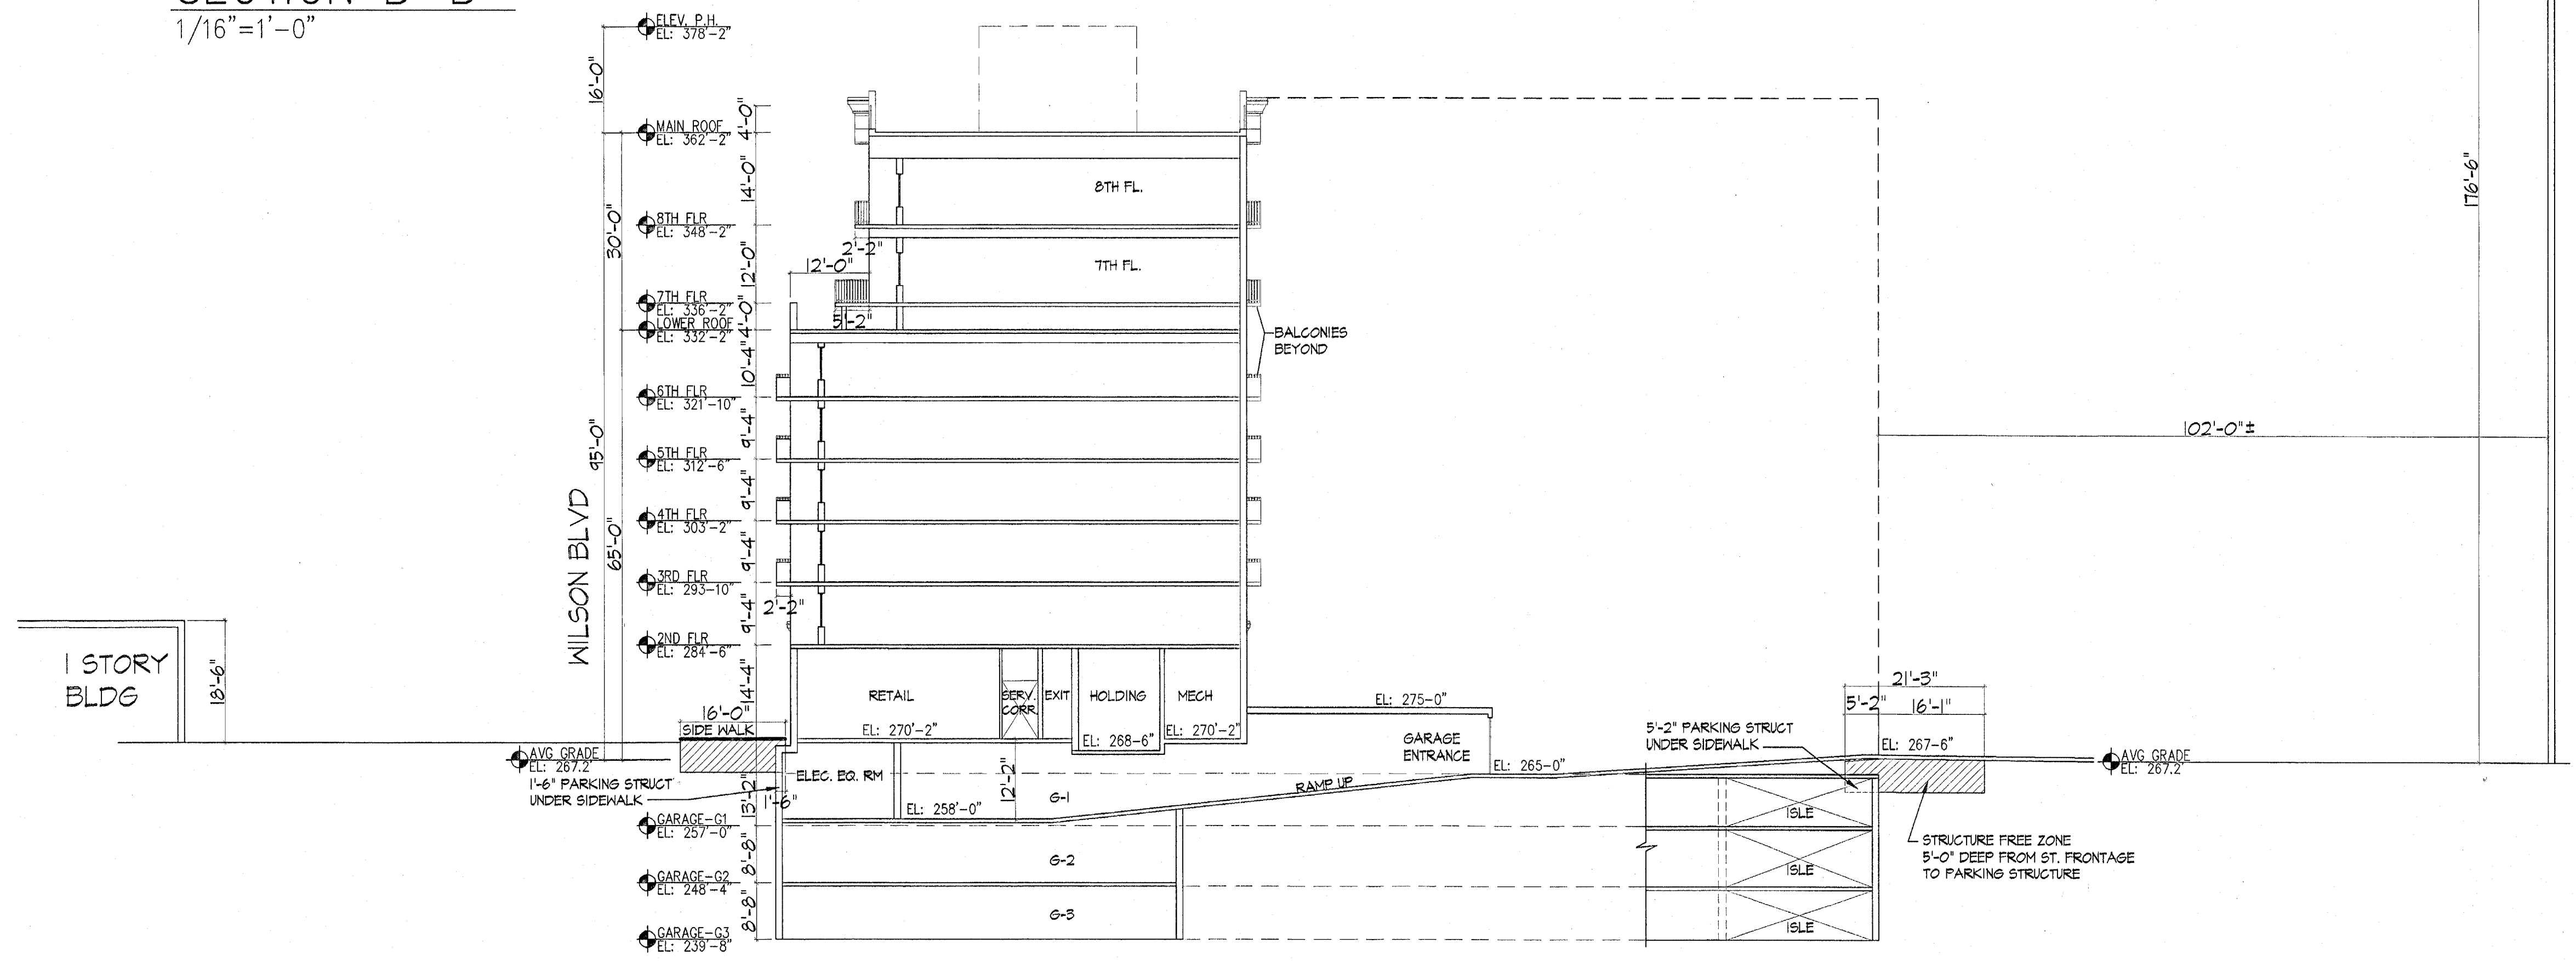 1/16"=1'-0"
ELEV. P.H.
EL: 378'-2"
16'-0"
MAIN ROOF
EL: 362'-2"
4'-0"
14'-0"
8TH FL.
8TH FLR
EL: 348'-2"
30'-0"
2'-2"
12'-0"
12'-0"
7TH FL.
7TH FLR
EL: 336'-2"
LOWER ROOF
EL: 332'-2"
4'-0"
5'-2"
BALCONIES
BEYOND
10'-4"
6TH FLR
EL: 321'-10"
9'-4"
95'-0"
5TH FLR
EL: 312'-6"
9'-4"
4TH FLR
EL: 303'-2"
9'-4"
65'-0"
WILSON BLVD
3RD FLR
EL: 293-10"
2'-2"
9'-4"
2ND FLR
EL: 284'-6"
14'-4"
176'-6"
102'-0"±
1 STORY
BLDG
18'-6"
RETAIL
SERV.
CORR.
EXIT
HOLDING
MECH
EL: 270'-2"
EL: 268-6"
EL: 270'-2"
EL: 275-0"
GARAGE
ENTRANCE
16'-0"
SIDE WALK
AVG GRADE
EL: 267.2'
1'-6" PARKING STRUCT
UNDER SIDEWALK
1'-6"
13'-2"
ELEC. EQ. RM
EL: 258'-0"
12'-2"
G-1
RAMP UP
EL: 265-0"
21'-3"
5'-2"
16'-1"
5'-2" PARKING STRUCT
UNDER SIDEWALK
EL: 267-6"
AVG GRADE
EL: 267.2'
GARAGE-G1
EL: 257'-0"
8'-8"
G-2
GARAGE-G2
EL: 248'-4"
8'-8"
G-3
GARAGE-G3
EL: 239'-8"
ISLE
ISLE
ISLE
STRUCTURE FREE ZONE
5'-0" DEEP FROM ST. FRONTAGE
TO PARKING STRUCTURE